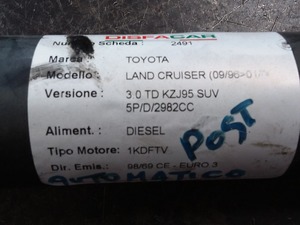 DISFACAR
Numero Scheda : 2491
Marca : TOYOTA
Modello : LAND CRUISER (09/96>01/
Versione : 3.0 TD KZJ95 SUV
5P/D/2982CC
Aliment. : DIESEL
POST
Tipo Motore: 1KDFTV
Dir. Emis.: 98/69 CE - EURO 3
AUTOMATICO